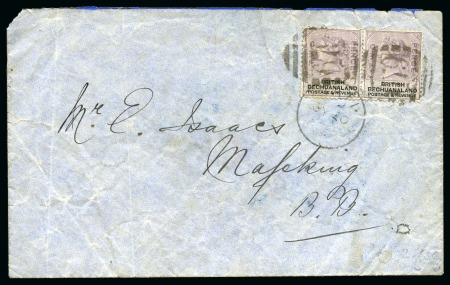 BRITISH
BECHUANALAND
POSTAGE & REVENUE
BRITISH
BECHUANALAND
POSTAGE & REVENUE
Mr. E. Isaacs
Mafeking
B. B.